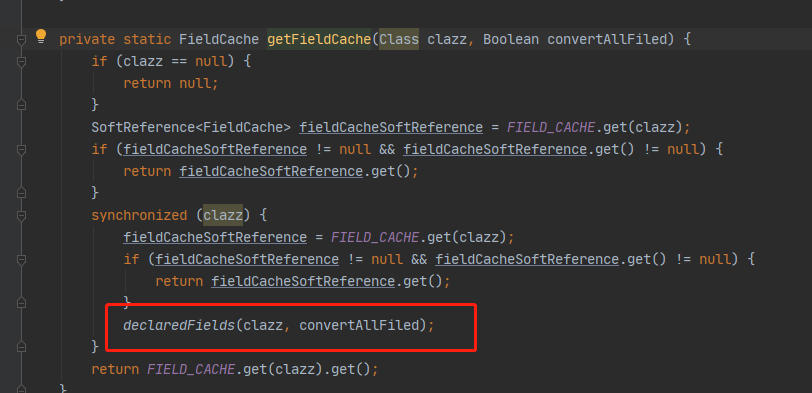 private static FieldCache getFieldCache(Class clazz, Boolean convertAllFiled) {
if (clazz == null) {
return null;
}
SoftReference<FieldCache> fieldCacheSoftReference = FIELD_CACHE.get(clazz);
if (fieldCacheSoftReference != null && fieldCacheSoftReference.get() != null) {
return fieldCacheSoftReference.get();
}
synchronized (clazz) {
fieldCacheSoftReference = FIELD_CACHE.get(clazz);
if (fieldCacheSoftReference != null && fieldCacheSoftReference.get() != null) {
return fieldCacheSoftReference.get();
}
declaredFields(clazz, convertAllFiled);
}
return FIELD_CACHE.get(clazz).get();
}